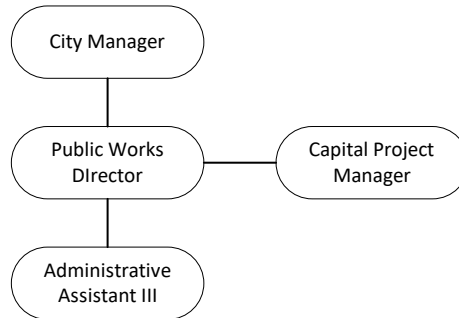 City Manager
Public Works
DIrector
Capital Project
Manager
Administrative
Assistant III